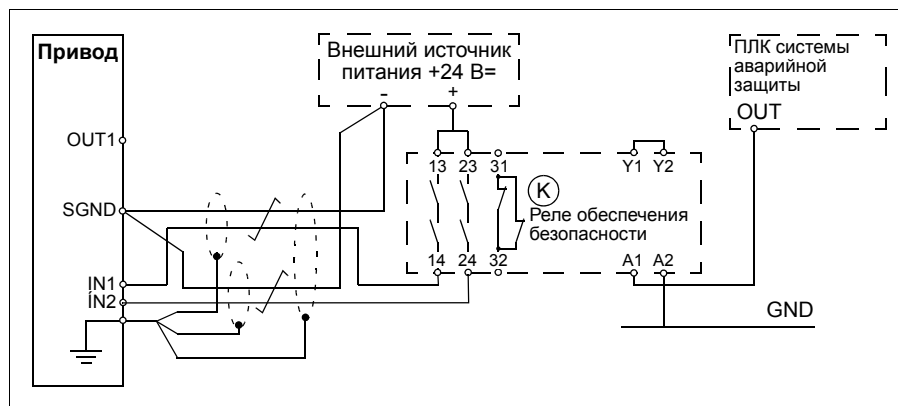 Привод
Внешний источник
питания +24 В=
- +
ПЛК системы
аварийной
защиты
OUT
OUT1
13 23 31
Y1 Y2
K
SGND
Реле обеспечения
безопасности
14 24 32
A1 A2
IN1
ÍN2
GND